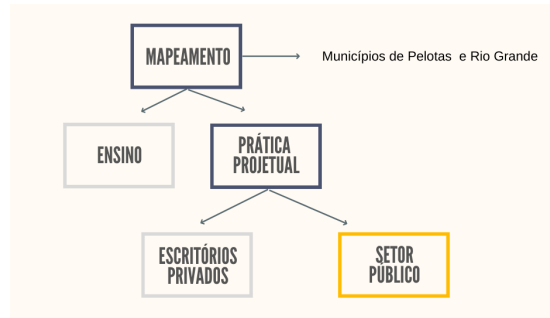 MAPEAMENTO
Municípios de Pelotas e Rio Grande
ENSINO
PRÁTICA
PROJETUAL
ESCRITÓRIOS
PRIVADOS
SETOR
PÚBLICO